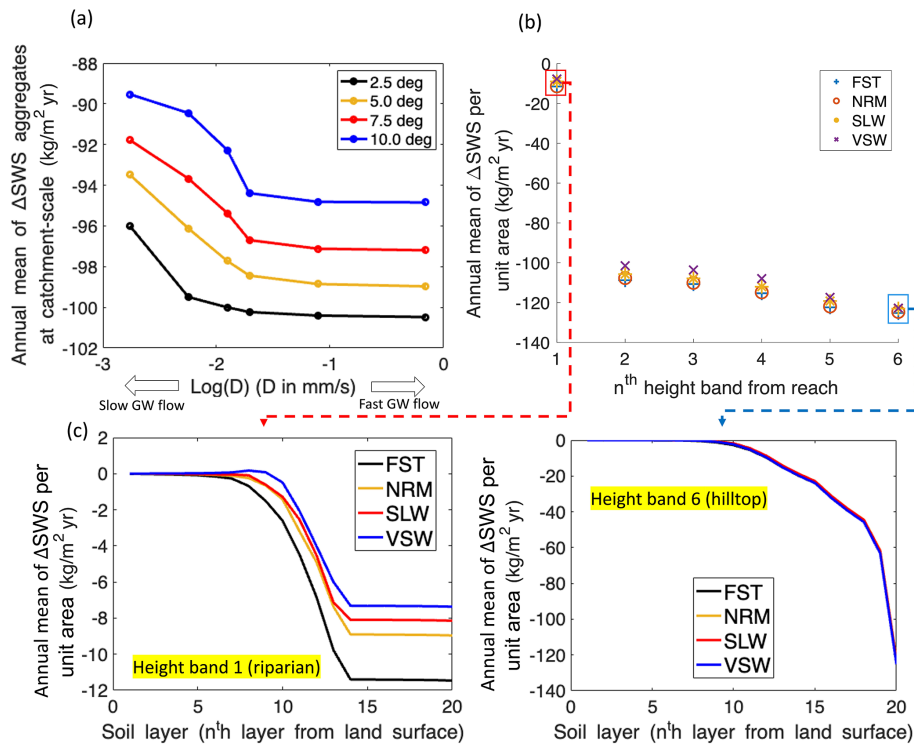 (a)
Annual mean of ΔSWS aggregates
at catchment-scale (kg/m² yr)
-88
-90
-92
-94
-96
-98
-100
-102
2.5 deg
5.0 deg
7.5 deg
10.0 deg
-3
-2
-1
0
Log(D) (D in mm/s)
Slow GW flow
Fast GW flow
(b)
Annual mean of ΔSWS per
unit area (kg/m² yr)
0
-20
-40
-60
-80
-100
-120
-140
FST
NRM
SLW
VSW
1
2
3
4
5
6
nth height band from reach
(c)
Annual mean of ΔSWS per
unit area (kg/m² yr)
2
0
-2
-4
-6
-8
-10
-12
FST
NRM
SLW
VSW
Height band 1 (riparian)
0
5
10
15
20
Soil layer (nth layer from land surface)
Annual mean of ΔSWS per
unit area (kg/m² yr)
0
-20
-40
-60
-80
-100
-120
-140
Height band 6 (hilltop)
FST
NRM
SLW
VSW
0
5
10
15
20
Soil layer (nth layer from land surface)